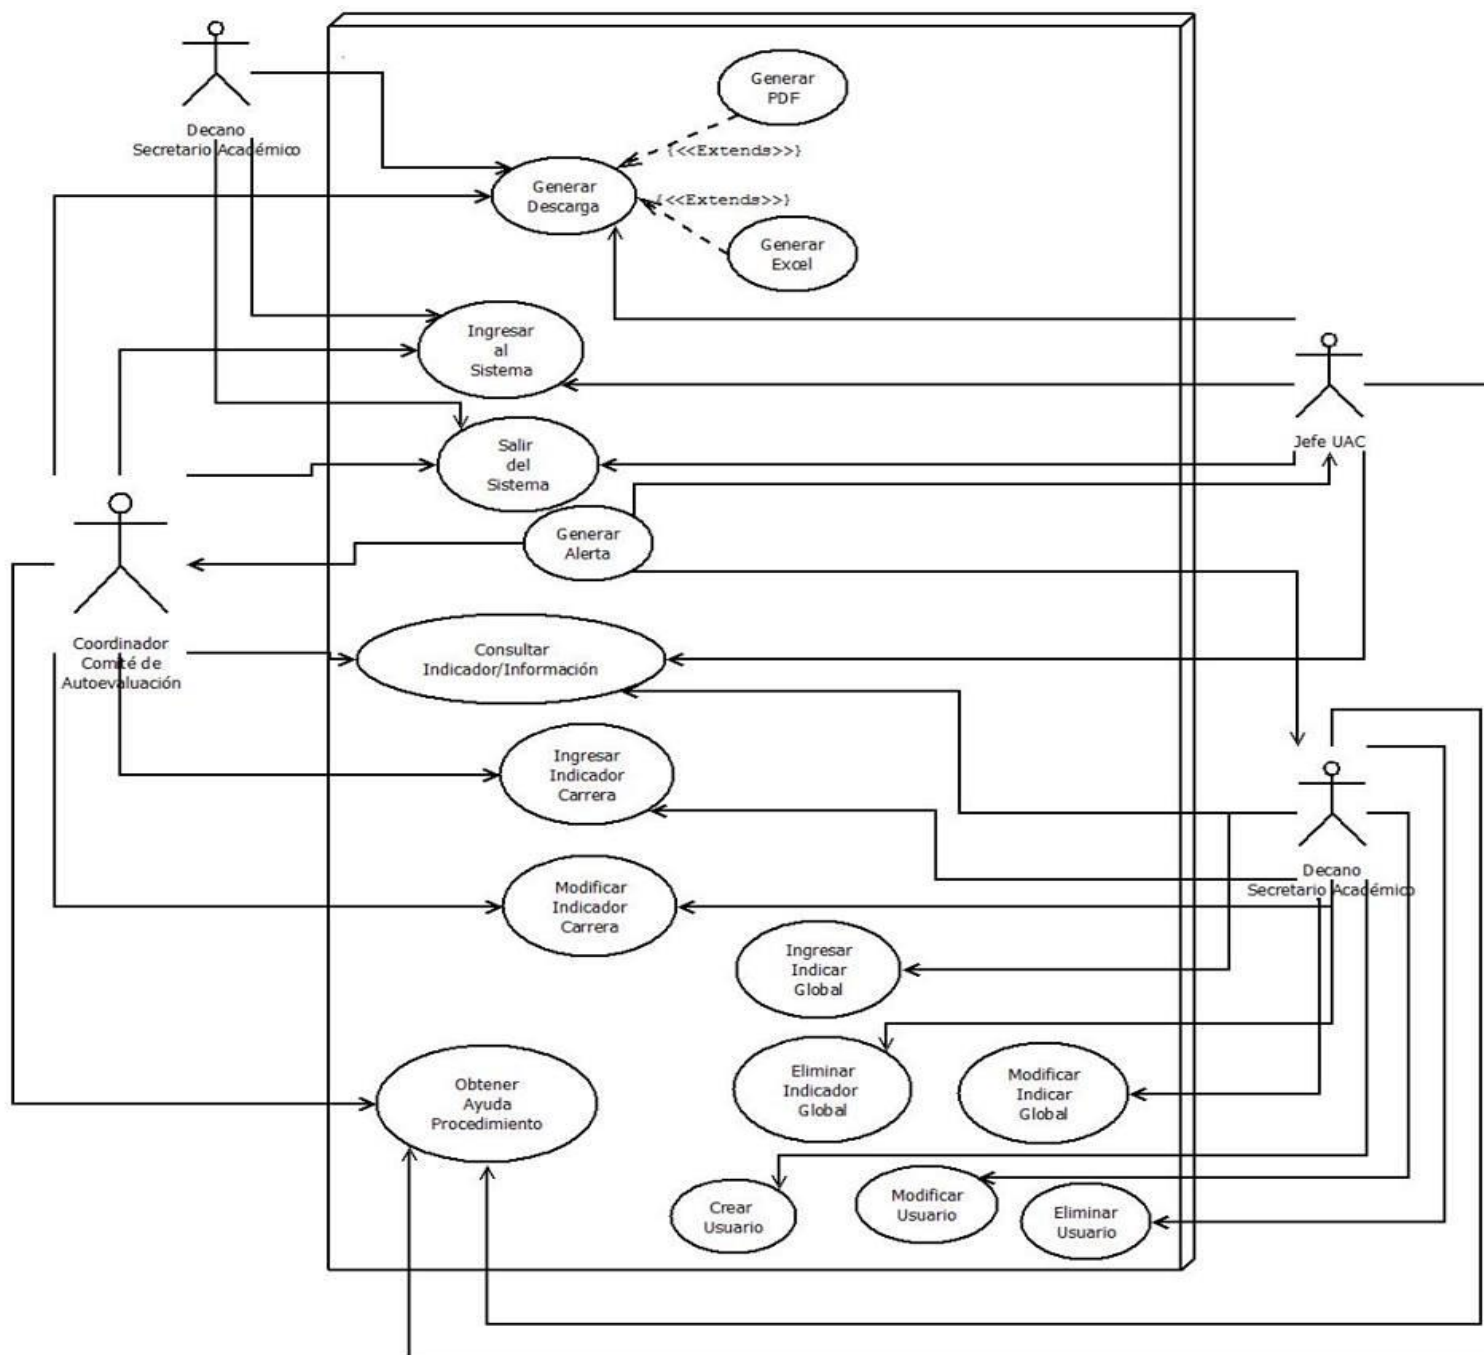 Decano
Secretario Académico
Generar
PDF
{<<Extends>>}
Generar
Descarga
{<<Extends>>}
Generar
Excel
Ingresar
al
Sistema
Jefe UAC
Salir
del
Sistema
Generar
Alerta
Coordinador
Comité de
Autoevaluación
Consultar
Indicador/Información
Ingresar
Indicador
Carrera
Decano
Secretario Académico
Modificar
Indicador
Carrera
Ingresar
Indicar
Global
Eliminar
Indicador
Global
Modificar
Indicar
Global
Obtener
Ayuda
Procedimiento
Crear
Usuario
Modificar
Usuario
Eliminar
Usuario